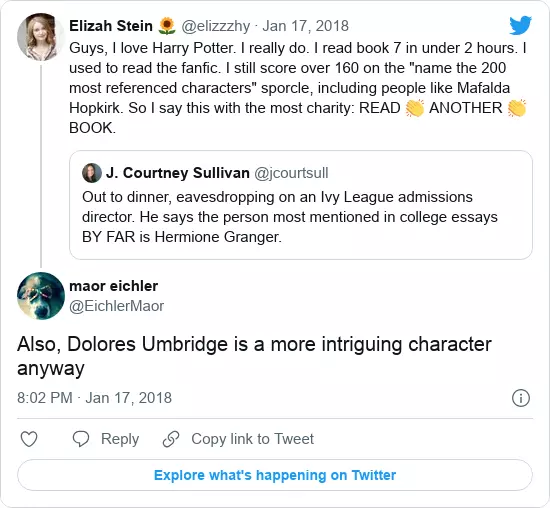 Elizah Stein 🌻 @elizzzhy · Jan 17, 2018
Guys, I love Harry Potter. I really do. I read book 7 in under 2 hours. I
used to read the fanfic. I still score over 160 on the "name the 200
most referenced characters" sporcle, including people like Mafalda
Hopkirk. So I say this with the most charity: READ 👏 ANOTHER 👏
BOOK.
J. Courtney Sullivan @jcourtsull
Out to dinner, eavesdropping on an Ivy League admissions
director. He says the person most mentioned in college essays
BY FAR is Hermione Granger.
maor eichler
@EichlerMaor
Also, Dolores Umbridge is a more intriguing character
anyway
8:02 PM · Jan 17, 2018
Reply
Copy link to Tweet
Explore what's happening on Twitter